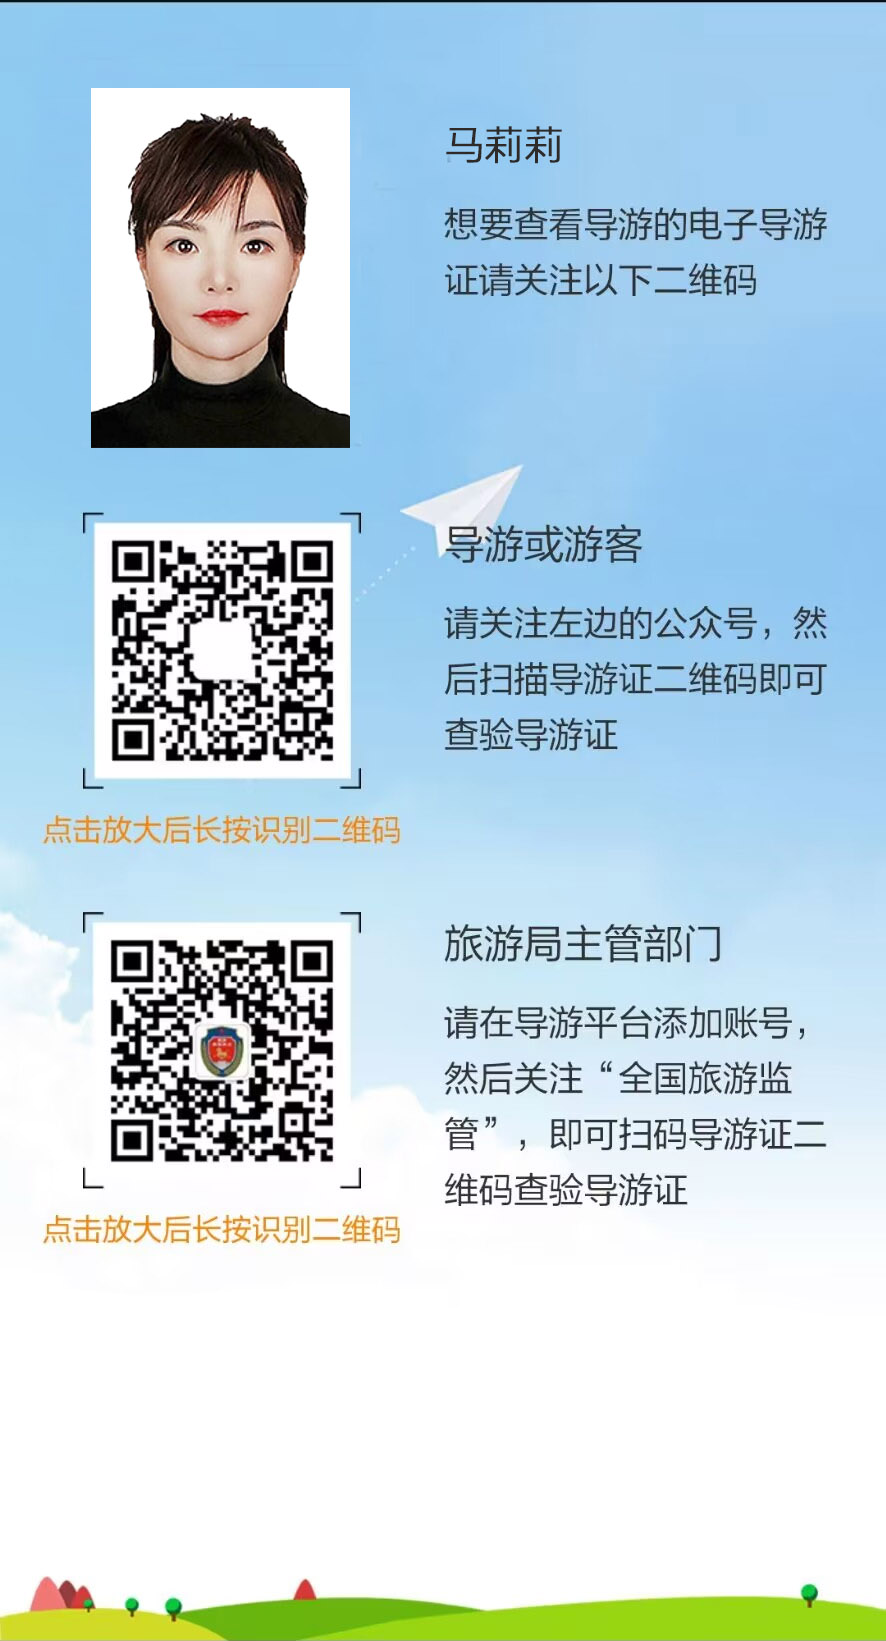 马莉莉
想要查看导游的电子导游
证请关注以下二维码
导游或游客
请关注左边的公众号，然
后扫描导游证二维码即可
查验导游证
点击放大后长按识别二维码
旅游局主管部门
请在导游平台添加账号，
然后关注“全国旅游监
管”，即可扫码导游证二
维码查验导游证
点击放大后长按识别二维码